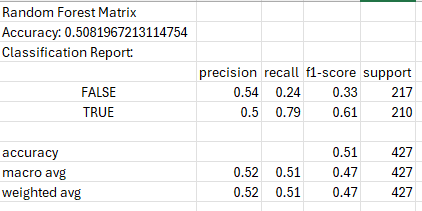 Random Forest Matrix
Accuracy: 0.5081967213114754
Classification Report:
precision recall f1-score support
FALSE 0.54 0.24 0.33 217
TRUE 0.5 0.79 0.61 210
accuracy 0.51 427
macro avg 0.52 0.51 0.47 427
weighted avg 0.52 0.51 0.47 427